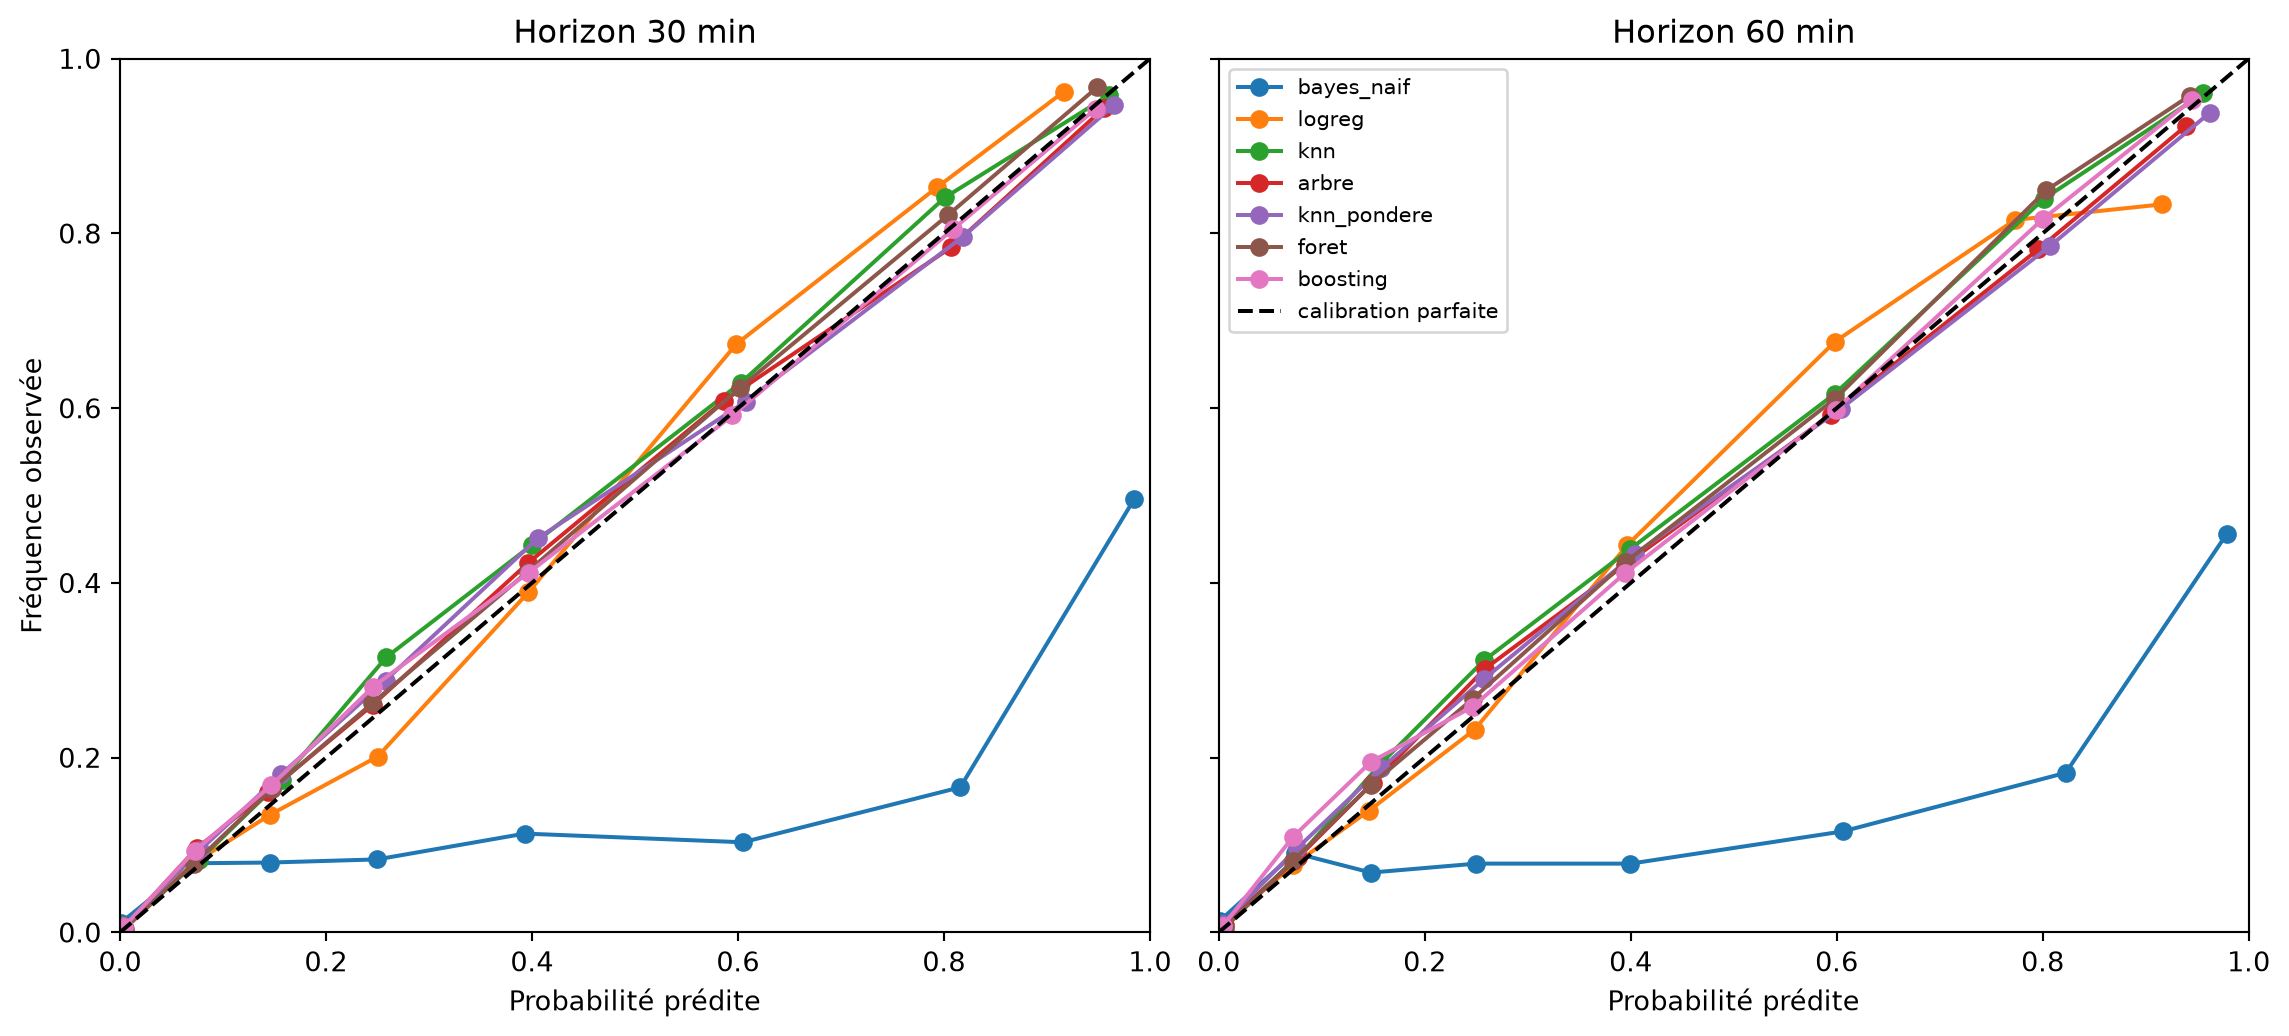 Horizon 30 min
Fréquence observée
1.0
0.8
0.6
0.4
0.2
0.0
0.0 0.2 0.4 0.6 0.8 1.0
Probabilité prédite
Horizon 60 min
bayes_naif
logreg
knn
arbre
knn_pondere
foret
boosting
calibration parfaite
0.0 0.2 0.4 0.6 0.8 1.0
Probabilité prédite